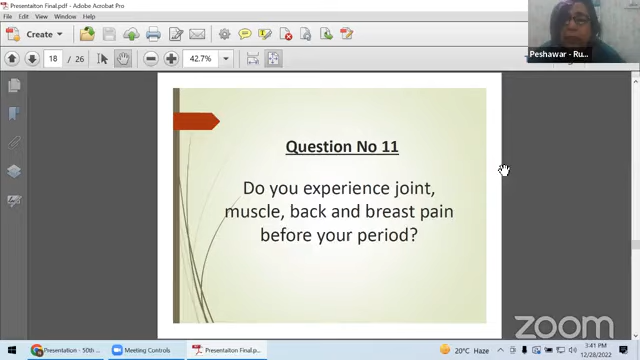 Presentaiton Final.pdf - Adobe Acrobat Pro
File Edit View Window Help
Create
18 / 26
42.7%
Peshawar - Ru...
Question No 11
Do you experience joint,
muscle, back and breast pain
before your period?
zoom
Presentation - 50th ...
Meeting Controls
Presentaiton Final.p...
20°C Haze
3:41 PM
12/28/2022